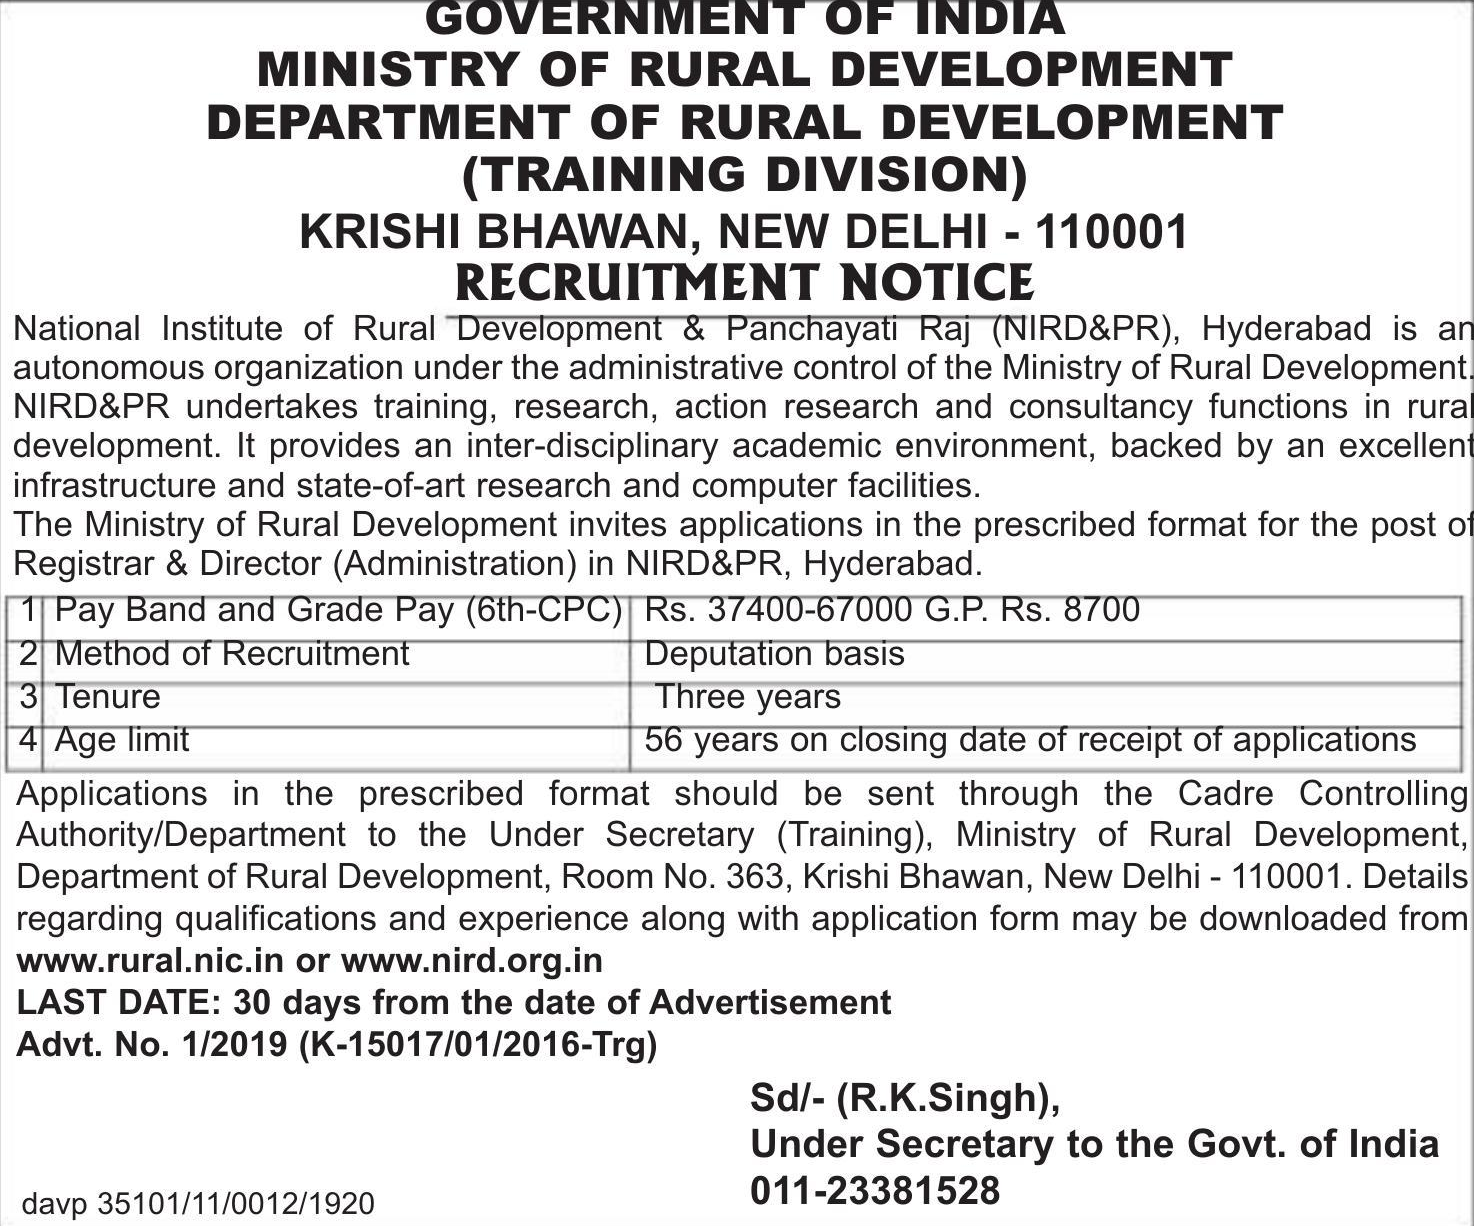 GOVERNMENT OF INDIA
MINISTRY OF RURAL DEVELOPMENT
DEPARTMENT OF RURAL DEVELOPMENT
(TRAINING DIVISION)
KRISHI BHAWAN, NEW DELHI - 110001
RECRUITMENT NOTICE
National Institute of Rural Development & Panchayati Raj (NIRD&PR), Hyderabad is an
autonomous organization under the administrative control of the Ministry of Rural Development.
NIRD&PR undertakes training, research, action research and consultancy functions in rural
development. It provides an inter-disciplinary academic environment, backed by an excellent
infrastructure and state-of-art research and computer facilities.
The Ministry of Rural Development invites applications in the prescribed format for the post of
Registrar & Director (Administration) in NIRD&PR, Hyderabad.
1 Pay Band and Grade Pay (6th-CPC) Rs. 37400-67000 G.P. Rs. 8700
2 Method of Recruitment Deputation basis
3 Tenure Three years
4 Age limit 56 years on closing date of receipt of applications
Applications in the prescribed format should be sent through the Cadre Controlling
Authority/Department to the Under Secretary (Training), Ministry of Rural Development,
Department of Rural Development, Room No. 363, Krishi Bhawan, New Delhi - 110001. Details
regarding qualifications and experience along with application form may be downloaded from
www.rural.nic.in or www.nird.org.in
LAST DATE: 30 days from the date of Advertisement
Advt. No. 1/2019 (K-15017/01/2016-Trg)
Sd/- (R.K.Singh),
Under Secretary to the Govt. of India
011-23381528
davp 35101/11/0012/1920